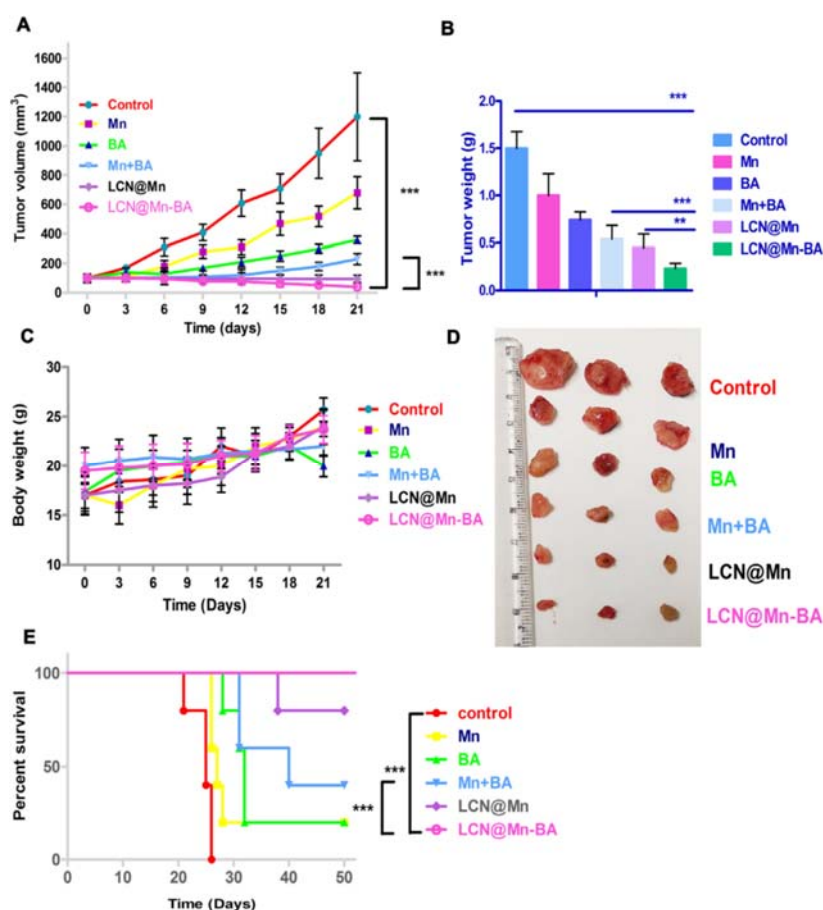 A
Tumor volume (mm³)
1600
1400
1200
1000
800
600
400
200
0
0 3 6 9 12 15 18 21
Time (days)
Control
Mn
BA
Mn+BA
LCN@Mn
LCN@Mn-BA
***
***
B
Tumor weight (g)
2.0
1.5
1.0
0.5
0.0
***
***
**
Control
Mn
BA
Mn+BA
LCN@Mn
LCN@Mn-BA
C
Body weight (g)
30
25
20
15
10
0 3 6 9 12 15 18 21
Time (Days)
Control
Mn
BA
Mn+BA
LCN@Mn
LCN@Mn-BA
D
Control
Mn
BA
Mn+BA
LCN@Mn
LCN@Mn-BA
E
Percent survival
100
50
0
0 10 20 30 40 50
Time (Days)
***
***
control
Mn
BA
Mn+BA
LCN@Mn
LCN@Mn-BA